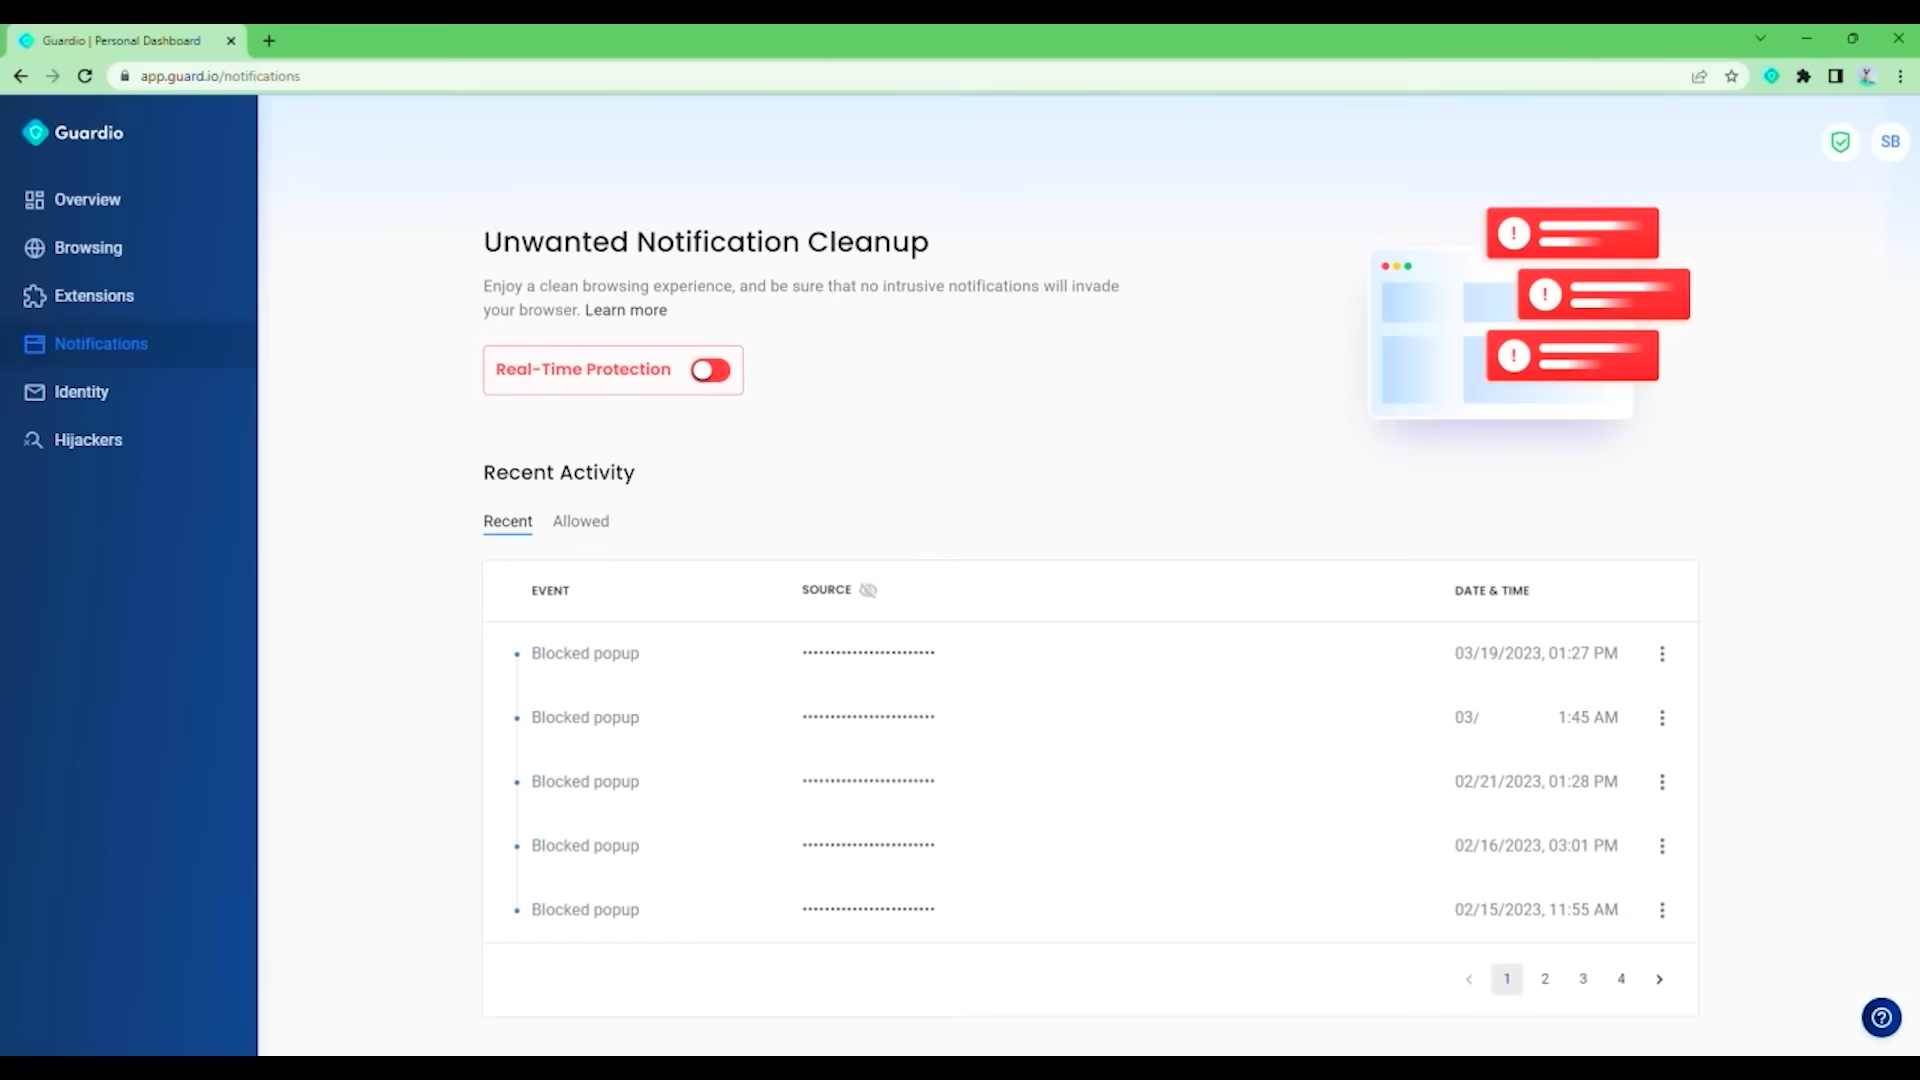 Guardio | Personal Dashboard
app.guard.io/notifications
Guardio
SB
Overview
Browsing
Extensions
Notifications
Identity
Hijackers
Unwanted Notification Cleanup
Enjoy a clean browsing experience, and be sure that no intrusive notifications will invade
your browser. Learn more
Real-Time Protection
Recent Activity
Recent Allowed
EVENT SOURCE DATE & TIME
Blocked popup ························ 03/19/2023, 01:27 PM
Blocked popup ························ 03/ 1:45 AM
Blocked popup ························ 02/21/2023, 01:28 PM
Blocked popup ························ 02/16/2023, 03:01 PM
Blocked popup ························ 02/15/2023, 11:55 AM
1 2 3 4